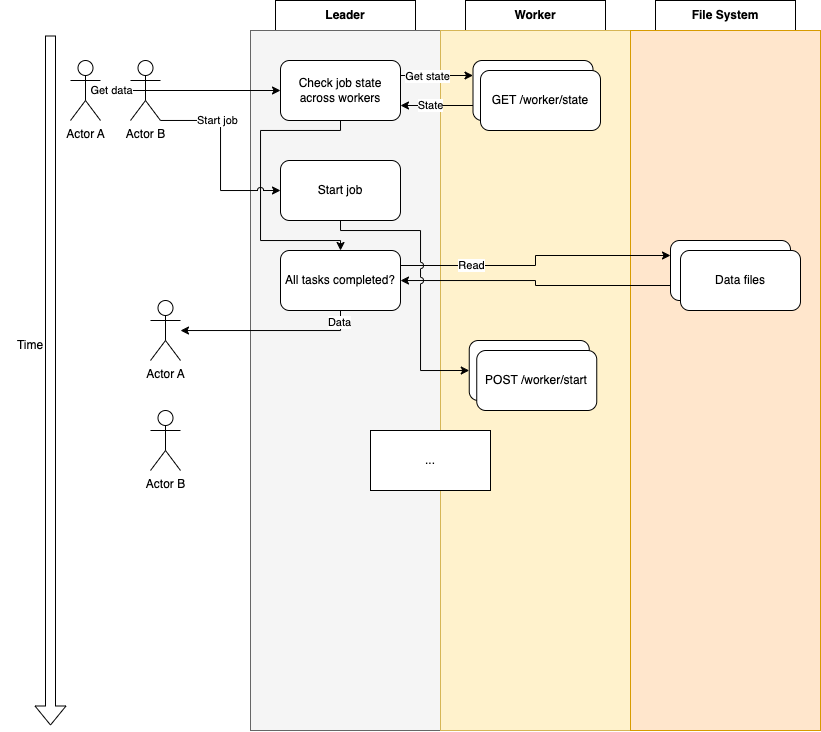 Leader
Worker
File System
Get data
Check job state
across workers
Get state
State
GET /worker/state
Actor A
Actor B
Start job
Start job
All tasks completed?
Read
Data files
Data
Time
Actor A
POST /worker/start
Actor B
...